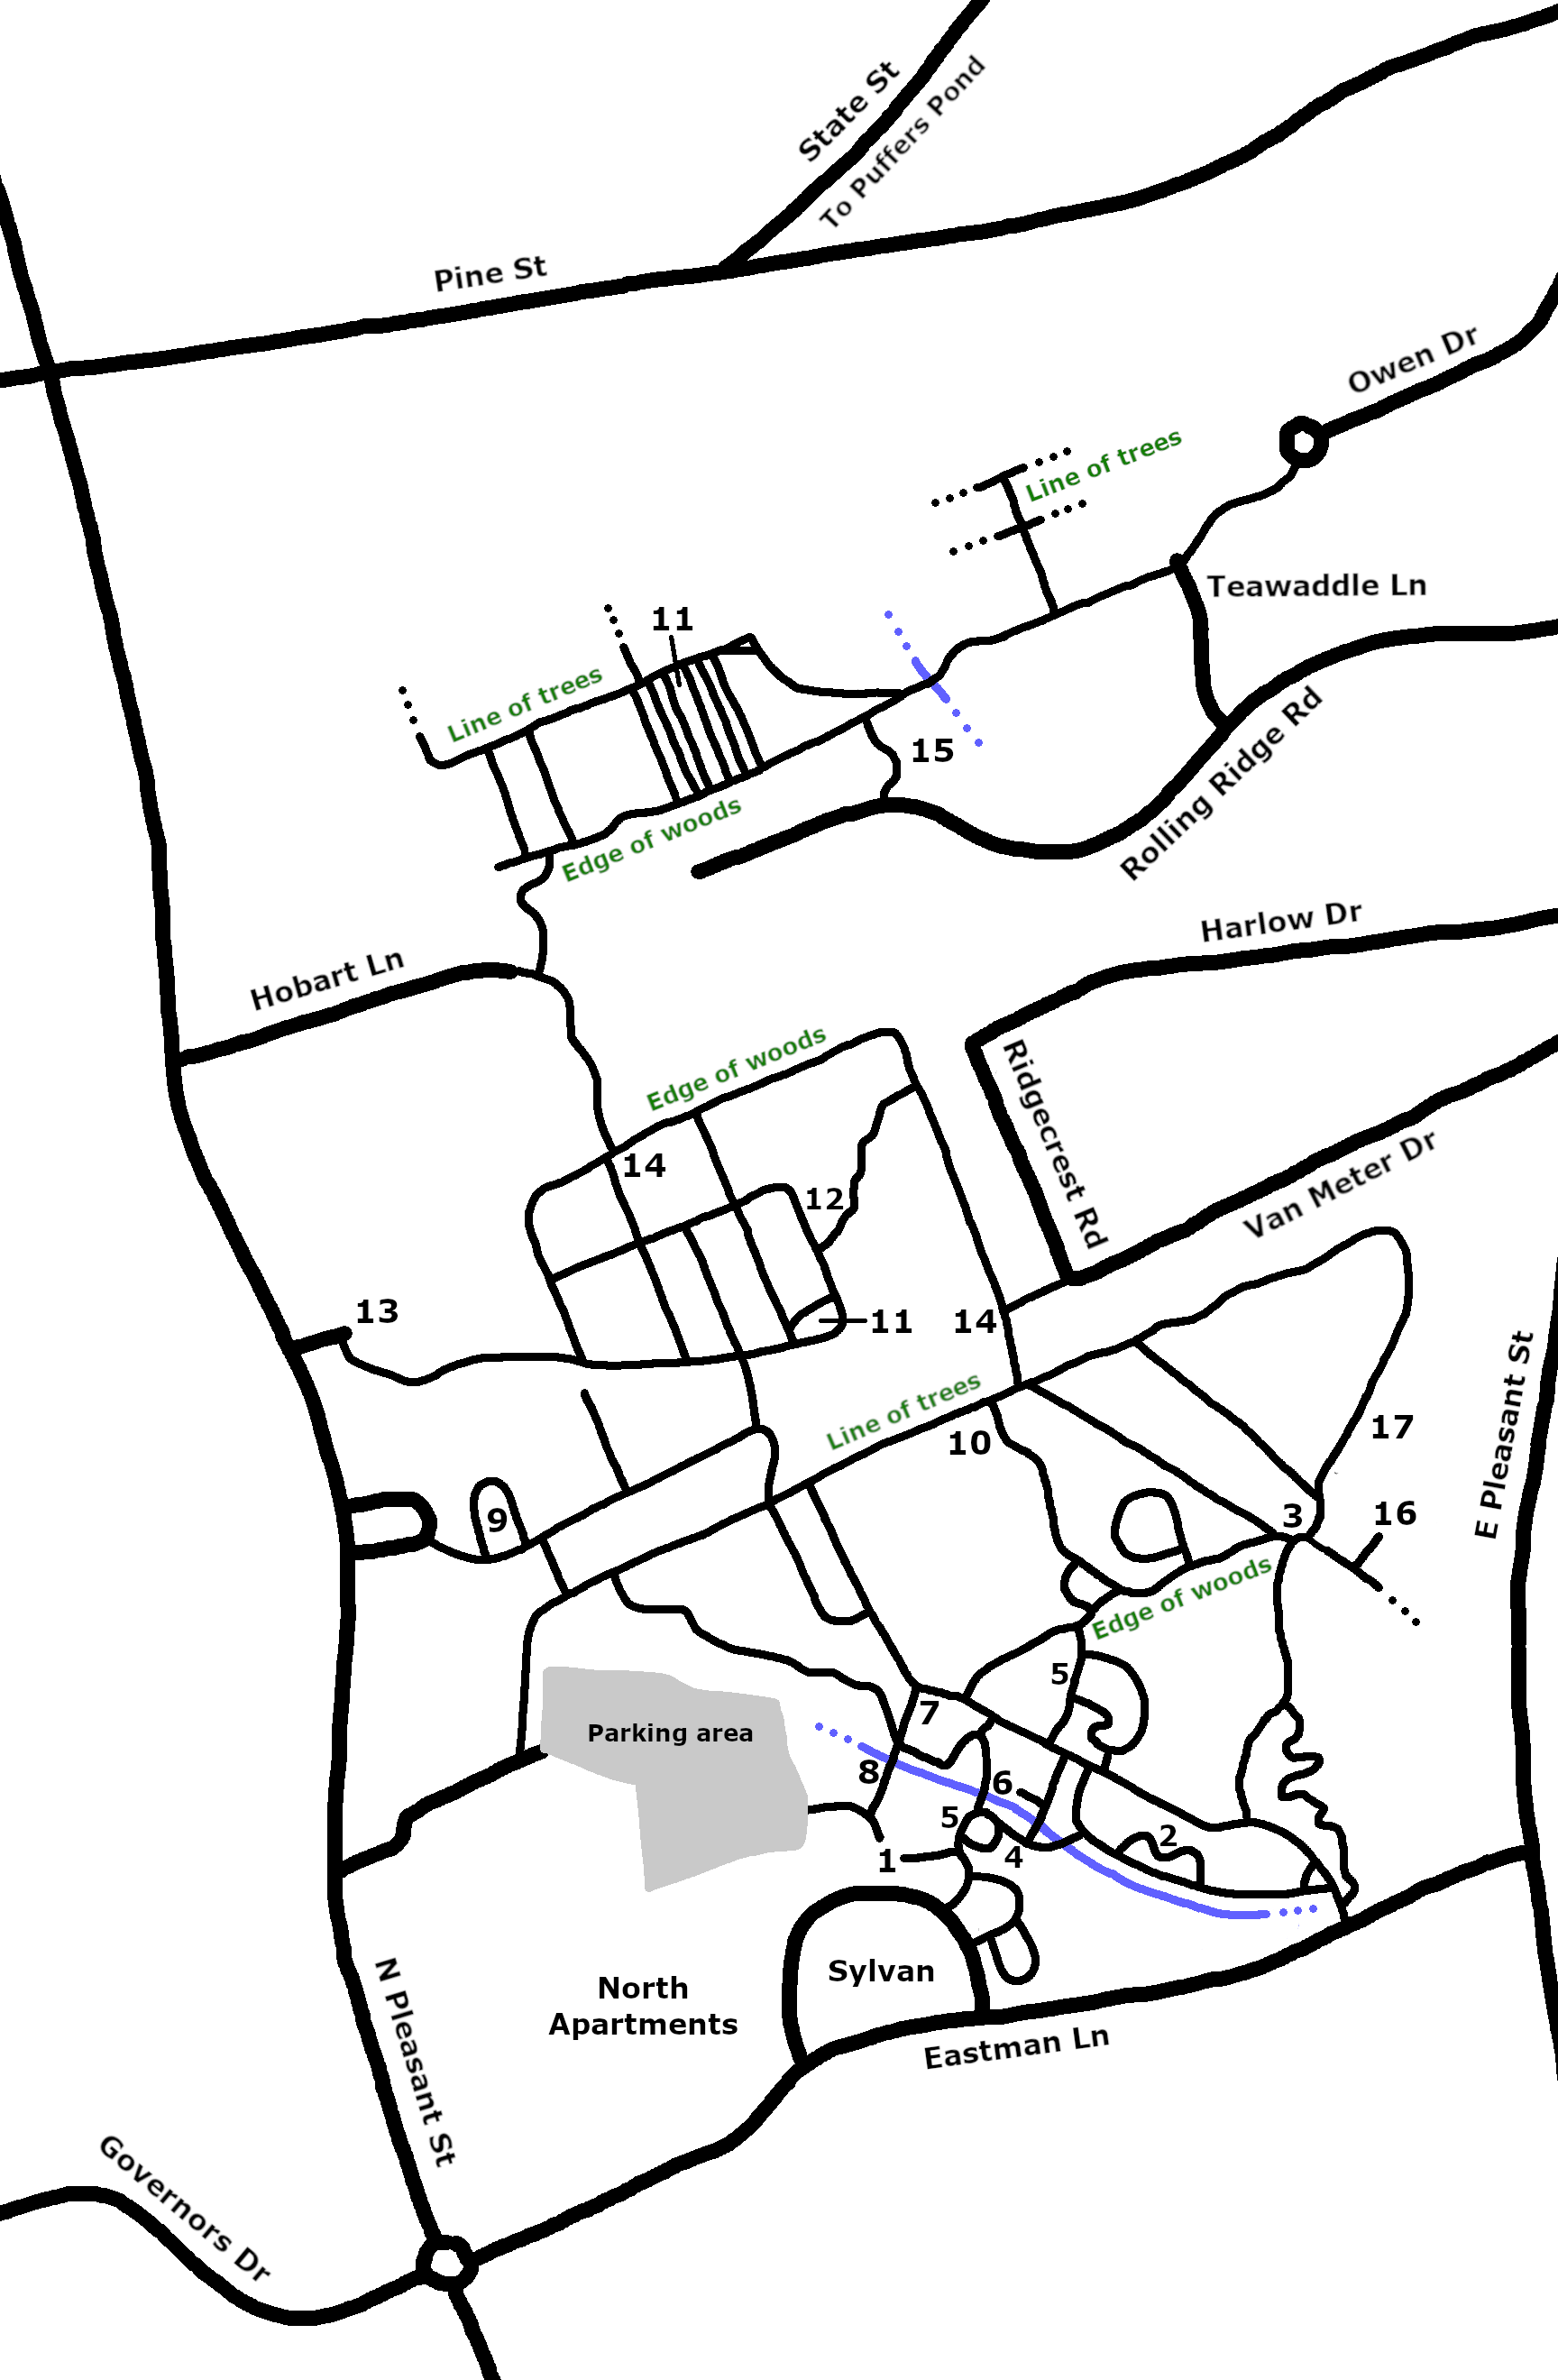 State St
To Puffers Pond
Pine St
Owen Dr
Line of trees
Teawaddle Ln
11
Line of trees
15
Rolling Ridge Rd
Edge of woods
Harlow Dr
Hobart Ln
Edge of woods
Ridgecrest Rd
14
Van Meter Dr
12
13
11
14
E Pleasant St
Line of trees
17
10
9
3
16
Edge of woods
5
7
Parking area
8
6
5
2
1
4
N Pleasant St
Sylvan
North
Apartments
Eastman Ln
Governors Dr